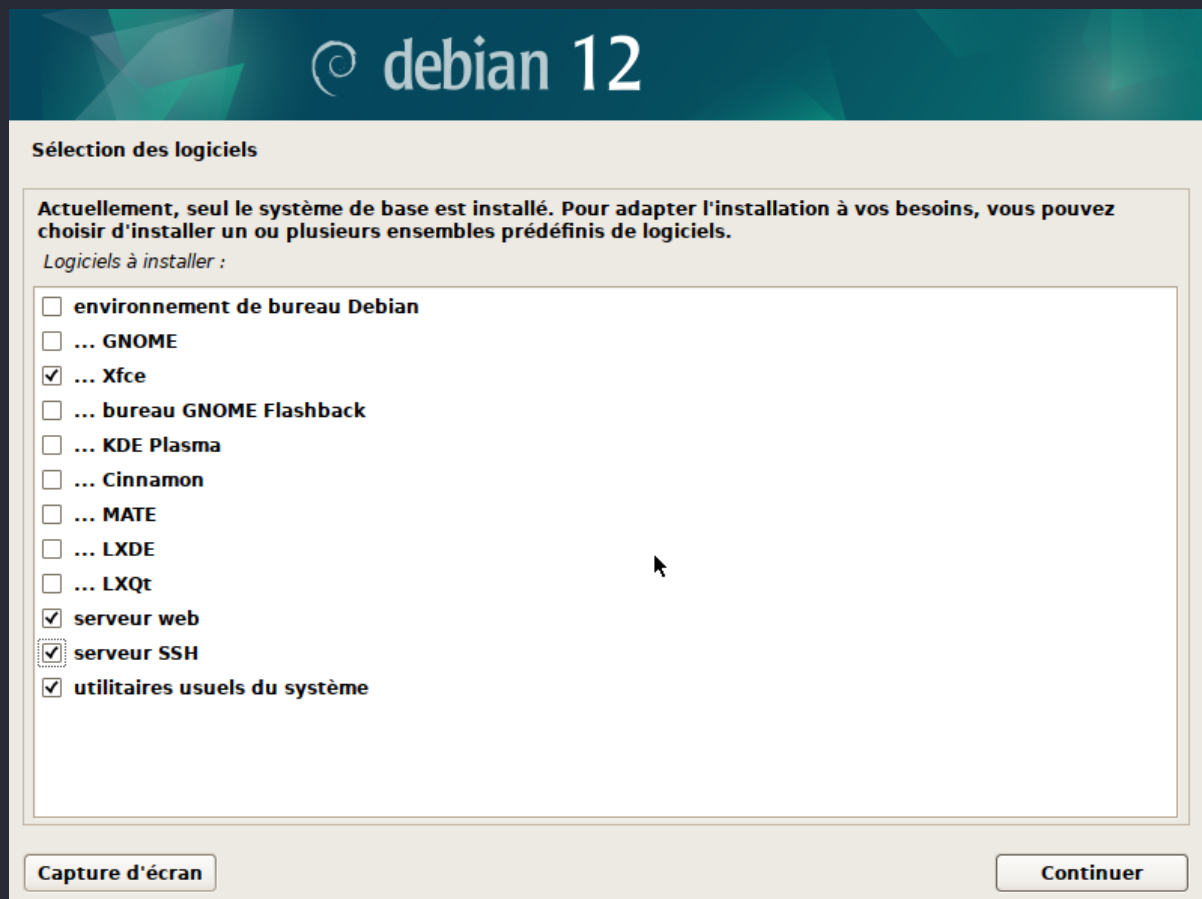 debian 12
Sélection des logiciels
Actuellement, seul le système de base est installé. Pour adapter l'installation à vos besoins, vous pouvez
choisir d'installer un ou plusieurs ensembles prédéfinis de logiciels.
Logiciels à installer :
environnement de bureau Debian
... GNOME
... Xfce
... bureau GNOME Flashback
... KDE Plasma
... Cinnamon
... MATE
... LXDE
... LXQt
serveur web
serveur SSH
utilitaires usuels du système
Capture d'écran
Continuer